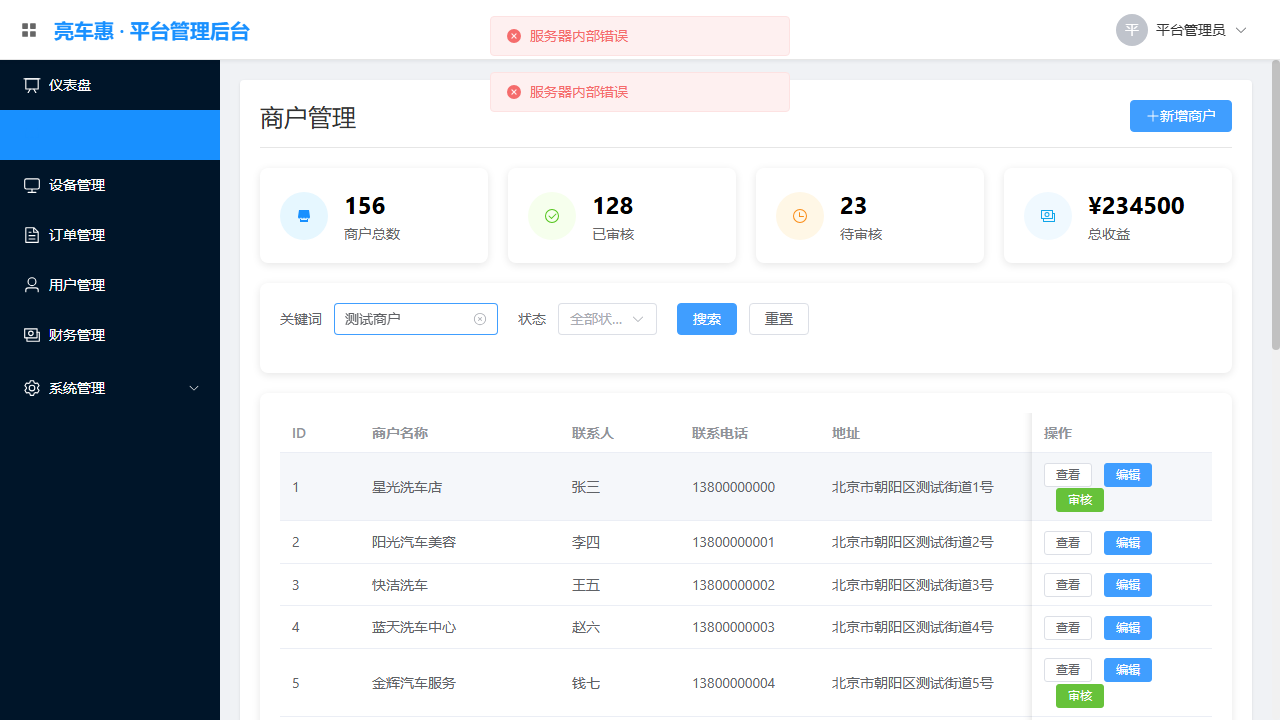 亮车惠 · 平台管理后台
服务器内部错误
平 平台管理员
仪表盘
服务器内部错误
商户管理
新增商户
设备管理
订单管理
用户管理
财务管理
系统管理
156
商户总数
128
已审核
23
待审核
¥234500
总收益
关键词 测试商户 状态 全部状... 搜索 重置
ID 商户名称 联系人 联系电话 地址 操作
1 星光洗车店 张三 13800000000 北京市朝阳区测试街道1号 查看 编辑
审核
2 阳光汽车美容 李四 13800000001 北京市朝阳区测试街道2号 查看 编辑
3 快洁洗车 王五 13800000002 北京市朝阳区测试街道3号 查看 编辑
4 蓝天洗车中心 赵六 13800000003 北京市朝阳区测试街道4号 查看 编辑
5 金辉汽车服务 钱七 13800000004 北京市朝阳区测试街道5号 查看 编辑
审核